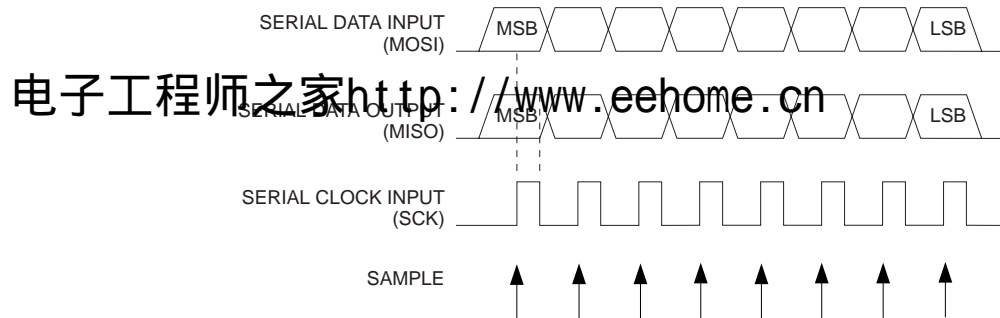 SERIAL DATA INPUT
(MOSI)
MSB
LSB
电子工程师之家http://www.eehome.cn
SERIAL DATA OUTPUT
(MISO)
MSB
LSB
SERIAL CLOCK INPUT
(SCK)
SAMPLE